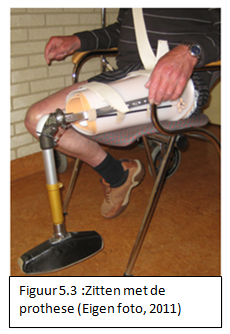 Figuur 5.3 :Zitten met de
prothese (Eigen foto, 2011)